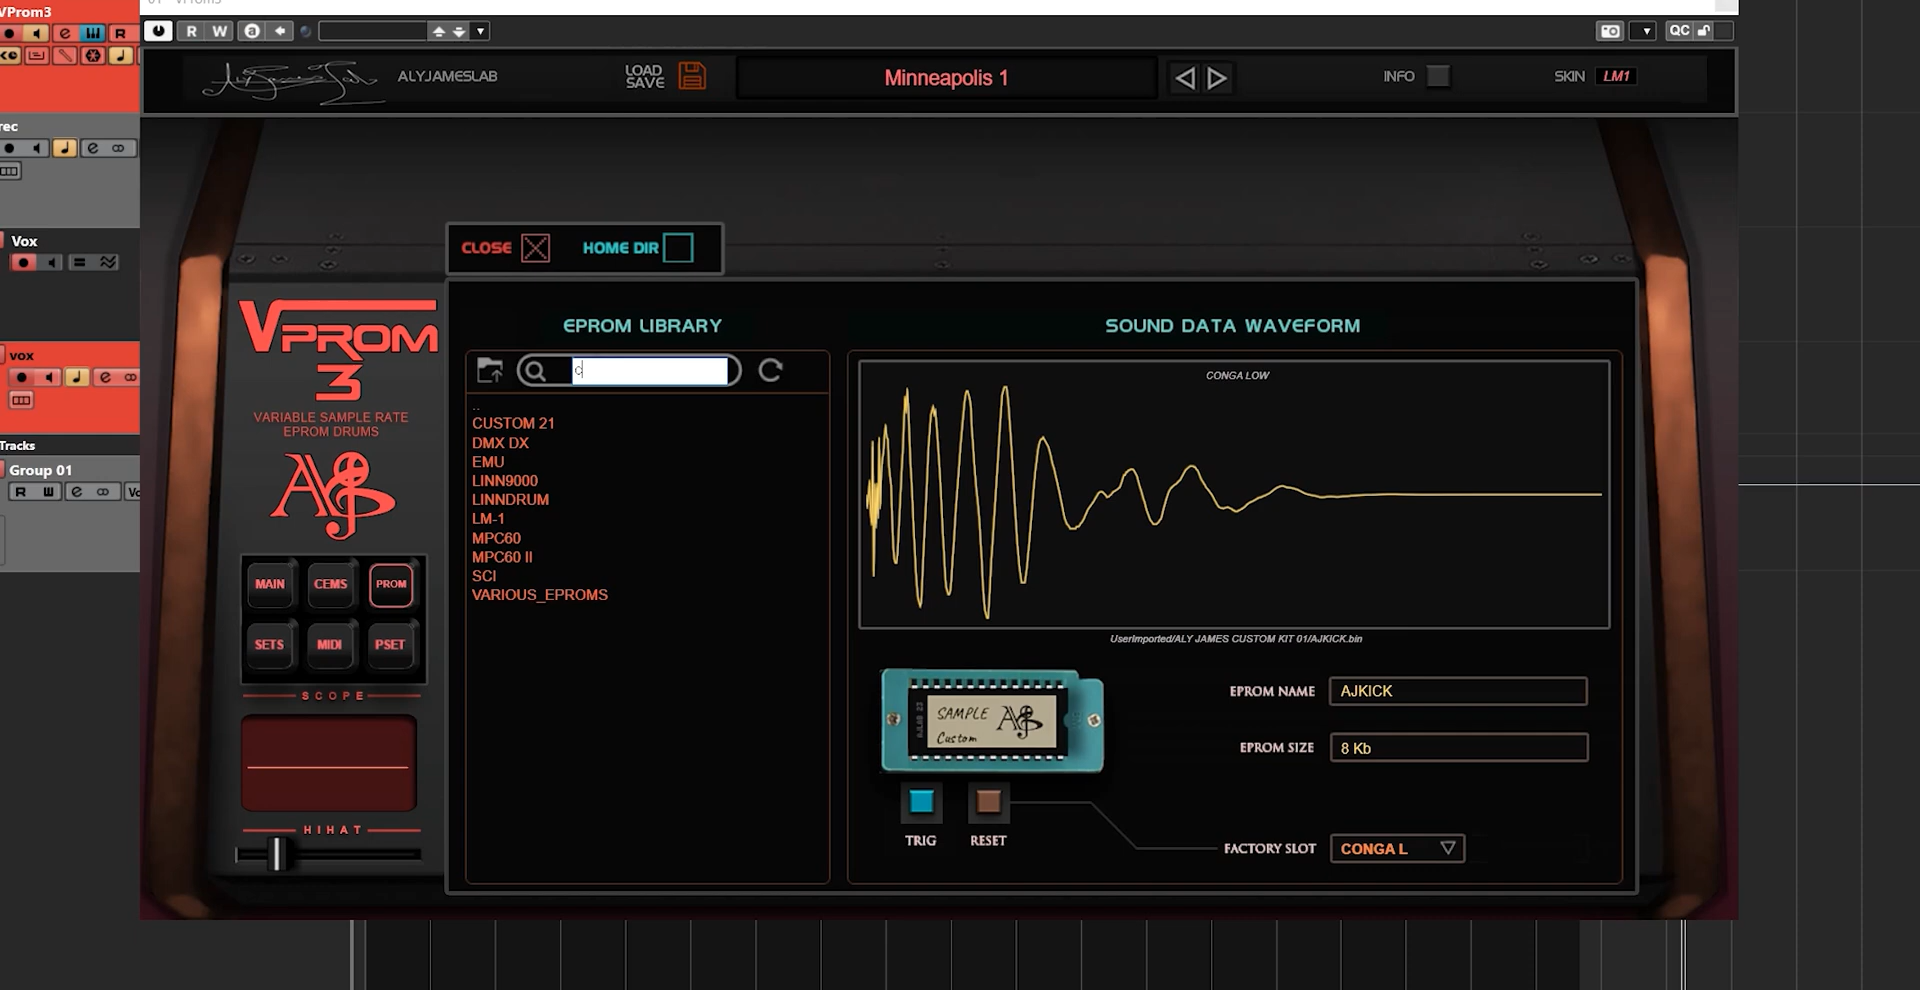 VProm3
R W a QC
LOAD
SAVE
ALYJAMESLAB
Minneapolis 1
INFO
SKIN LM1
rec
Vox
vox
Tracks
Group 01
CLOSE
HOME DIR
VPROM
3
VARIABLE SAMPLE RATE
EPROM DRUMS
MAIN CEMS PROM
SETS MIDI PSET
SCOPE
HIHAT
EPROM LIBRARY
c
..
CUSTOM 21
DMX DX
EMU
LINN9000
LINNDRUM
LM-1
MPC60
MPC60 II
SCI
VARIOUS_EPROMS
SOUND DATA WAVEFORM
CONGA LOW
UserImported/ALY JAMES CUSTOM KIT 01/AJKICK.bin
SAMPLE
Custom
AJLAB 23
TRIG
RESET
EPROM NAME AJKICK
EPROM SIZE 8 Kb
FACTORY SLOT CONGA L